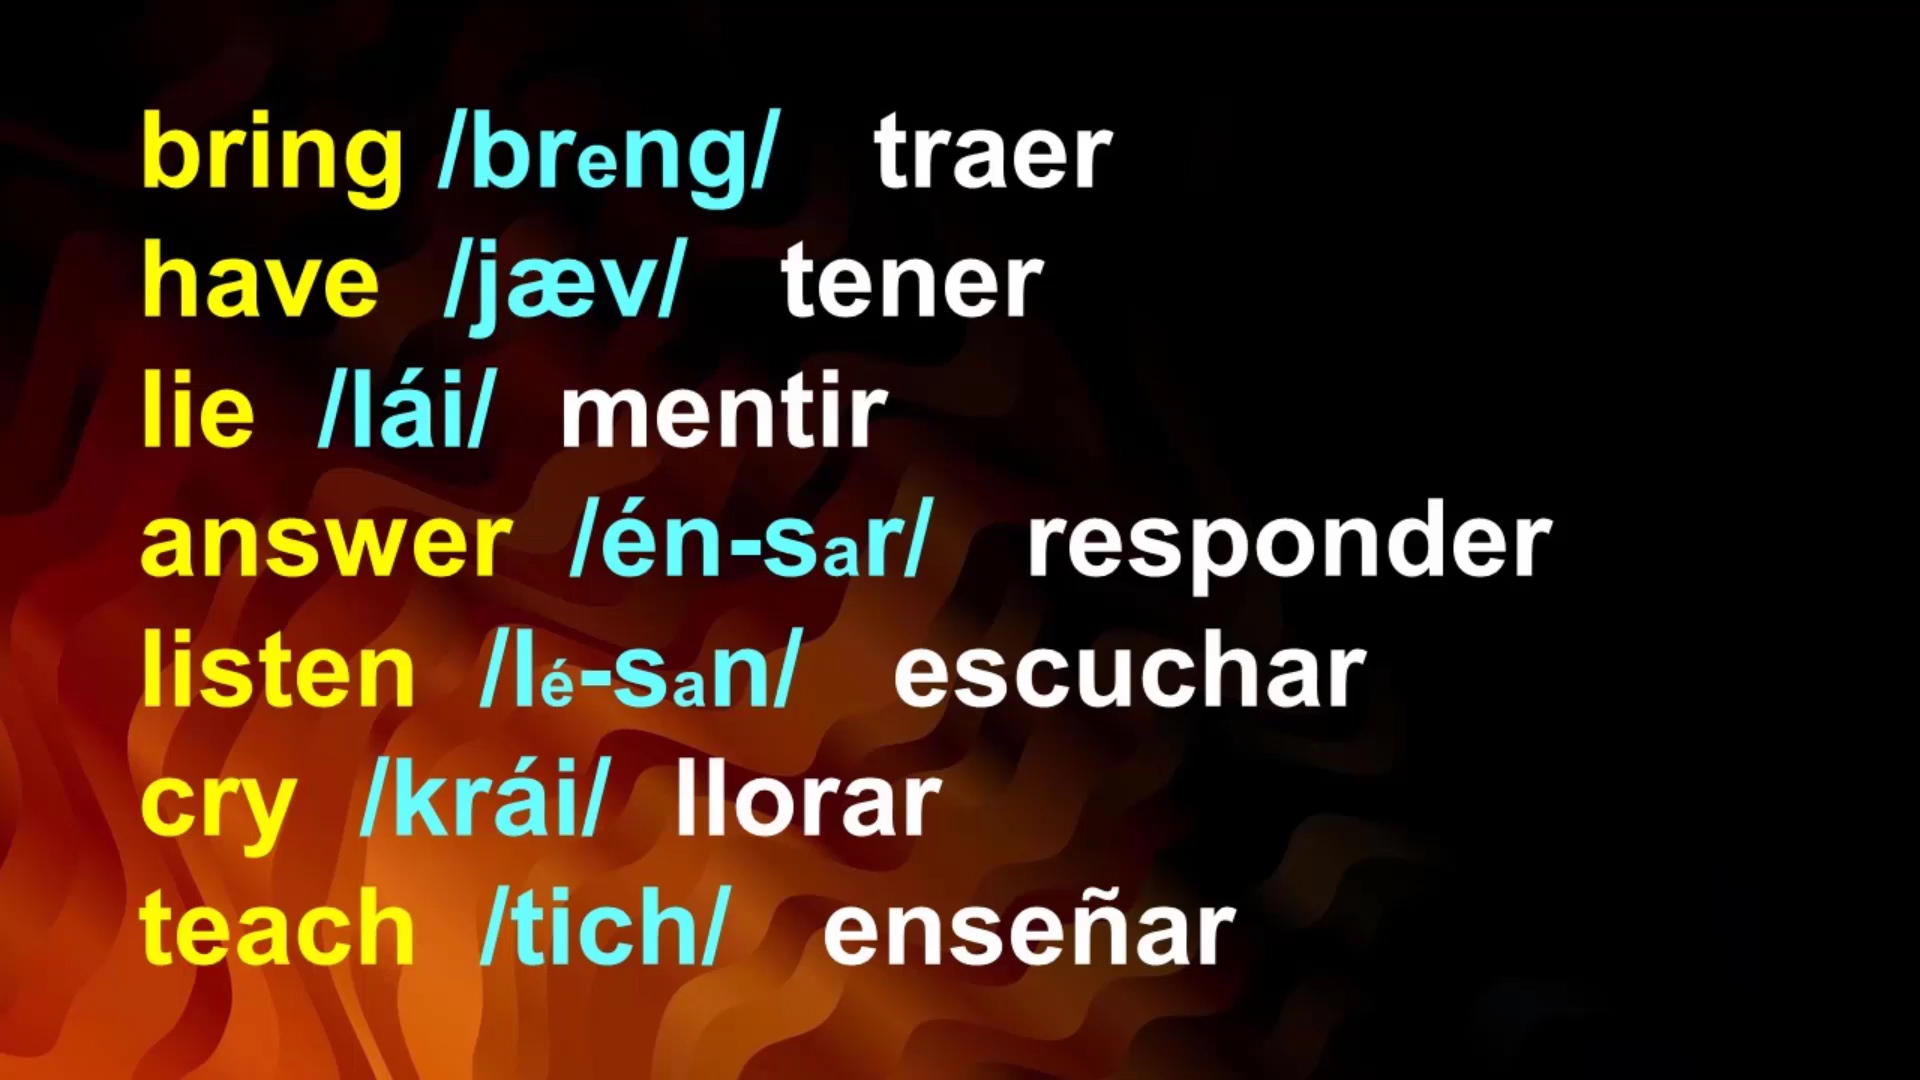 bring /breng/ traer
have /jæv/ tener
lie /lái/ mentir
answer /én-sar/ responder
listen /lé-san/ escuchar
cry /krái/ llorar
teach /tich/ enseñar